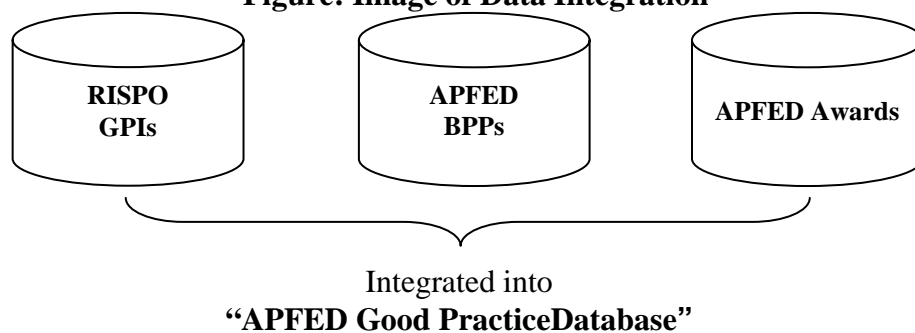 Figure: Image of Data Integration
RISPO
GPIs
APFED
BPPs
APFED Awards
Integrated into
“APFED Good PracticeDatabase”